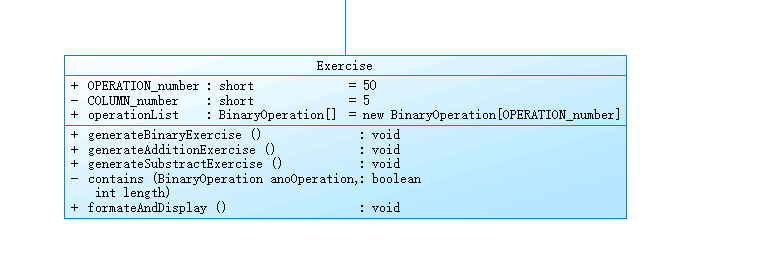 Exercise
+ OPERATION_number : short = 50
- COLUMN_number : short = 5
+ operationList : BinaryOperation[] = new BinaryOperation[OPERATION_number]
+ generateBinaryExercise () : void
+ generateAdditionExercise () : void
+ generateSubstractExercise () : void
- contains (BinaryOperation anoOperation, : boolean
int length)
+ formateAndDisplay () : void